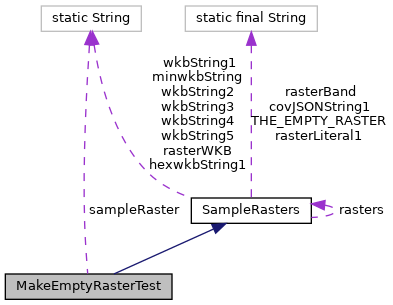 static String
static final String
wkbString1
minwkbString
wkbString2
wkbString3
wkbString4
wkbString5
rasterWKB
hexwkbString1
rasterBand
covJSONString1
THE_EMPTY_RASTER
rasterLiteral1
sampleRaster
SampleRasters
rasters
MakeEmptyRasterTest